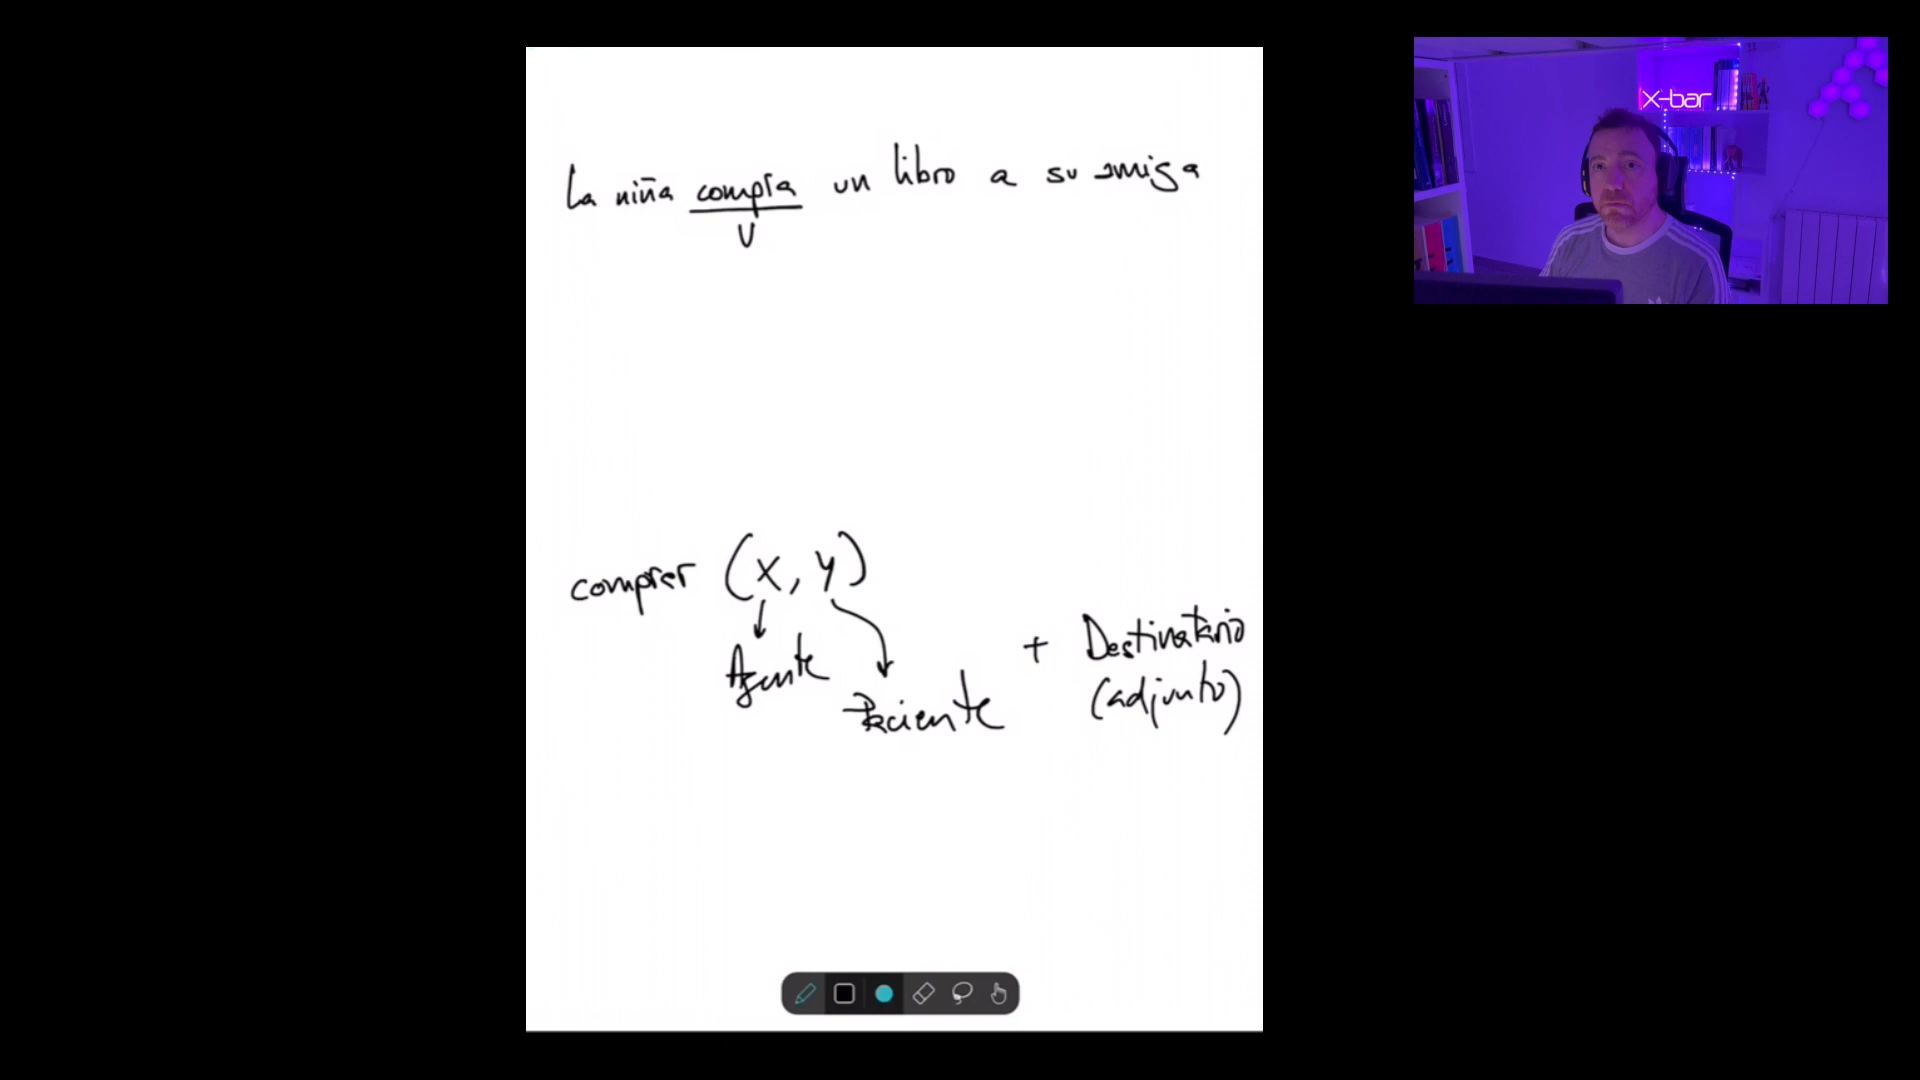 La niña compra un libro a su amiga
V
comprar (x, y)
Agente
Paciente
+ Destinatario
(adjunto)
X-bar